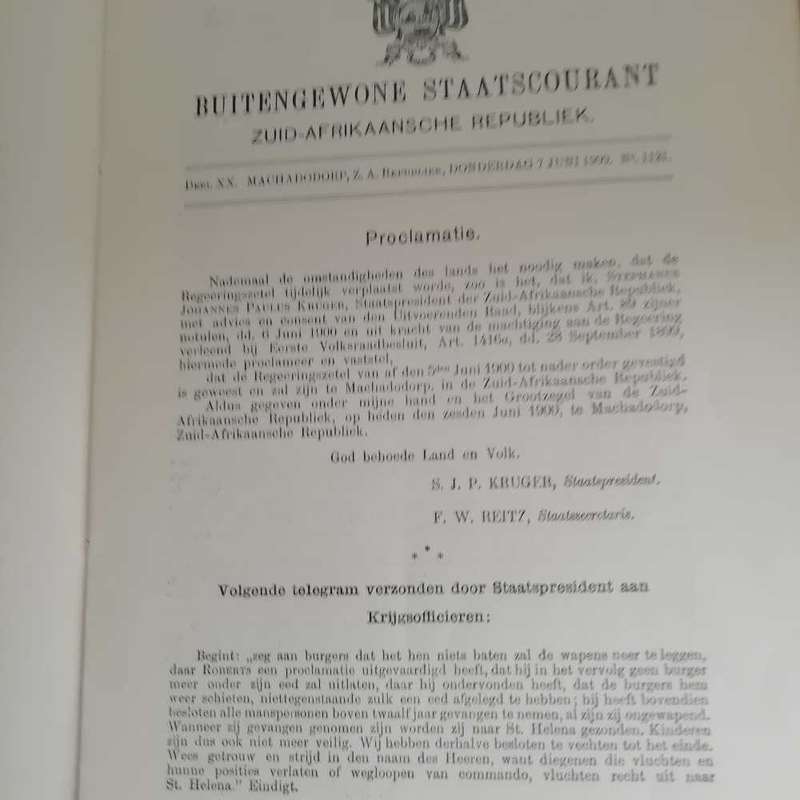 BUITENGEWONE STAATSCOURANT
ZUID-AFRIKAANSCHE REPUBLIEK.
DEEL XX. MACHADODORP, Z. A. REPUBLIEK, DONDERDAG 7 JUNI 1900. No.
Proclamatie.
Nademaal de omstandigheden des lands het noodig maken, dat de
Regeeringszetel tijdelijk verplaatst worde, zoo is het, dat ik, STEPHANUS
JOHANNES PAULUS KRUGER, Staatspresident der Zuid-Afrikaansche Republiek,
met advies en consent van den Uitvoerenden Raad, blijkens Art. 89 zijner
notulen, dd. 6 Juni 1900 en uit kracht van de machtiging aan de Regeering
verleend bij Eerste Volksraadbesluit, Art. 1416a, dd. 28 September 1899,
hiermede proclameer en vaststel,
dat de Regeeringszetel van af den 5den Juni 1900 tot nader order gevestigd
is geweest en zal zijn te Machadodorp, in de Zuid-Afrikaansche Republiek.
Aldus gegeven onder mijne hand en het Grootzegel van de Zuid-
Afrikaansche Republiek, op heden den zesden Juni 1900, te Machadodorp,
Zuid-Afrikaansche Republiek.
God behoede Land en Volk.
S. J. P. KRUGER, Staatspresident.
F. W. REITZ, Staatssecretaris.
* * *
Volgende telegram verzonden door Staatspresident aan
Krijgsofficieren:
Begint: „zeg aan burgers dat het hen niets baten zal de wapens neer te leggen,
daar ROBERTS een proclamatie uitgevaardigd heeft, dat hij in het vervolg geen burger
meer onder zijn eed zal uitlaten, daar hij ondervonden heeft, dat de burgers hem
weer schieten, niettegenstaande zulk een eed afgelegd te hebben; hij heeft bovendien
besloten alle manspersonen boven twaalf jaar gevangen te nemen, al zijn zij ongewapend.
Wanneer zij gevangen genomen zijn worden zij naar St. Helena gezonden. Kinderen
zijn dus ook niet meer veilig. Wij hebben derhalve besloten te vechten tot het einde.
Wees getrouw en strijd in den naam des Heeren, want diegenen die vluchten en
hunne posities verlaten of wegloopen van commando, vluchten recht uit naar
St. Helena." Eindigt.